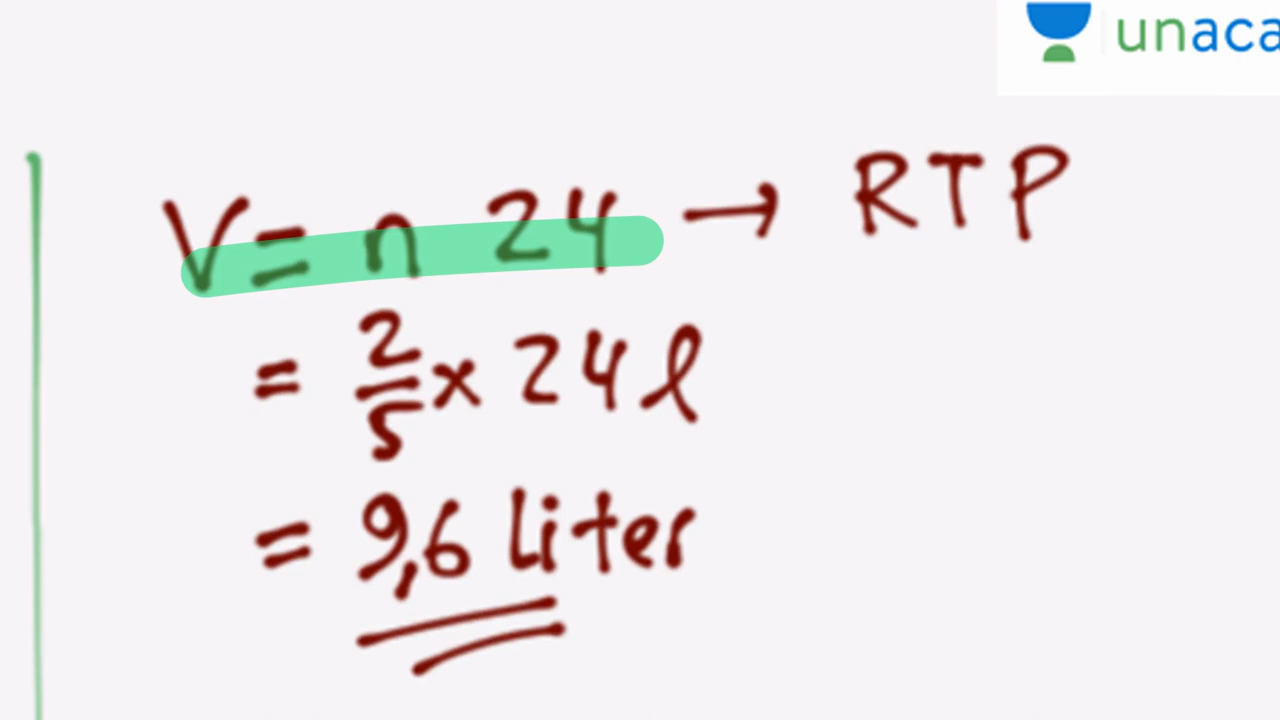 unaca
V = n 24 → RTP
= 2/5 x 24 l
= 9,6 Liter